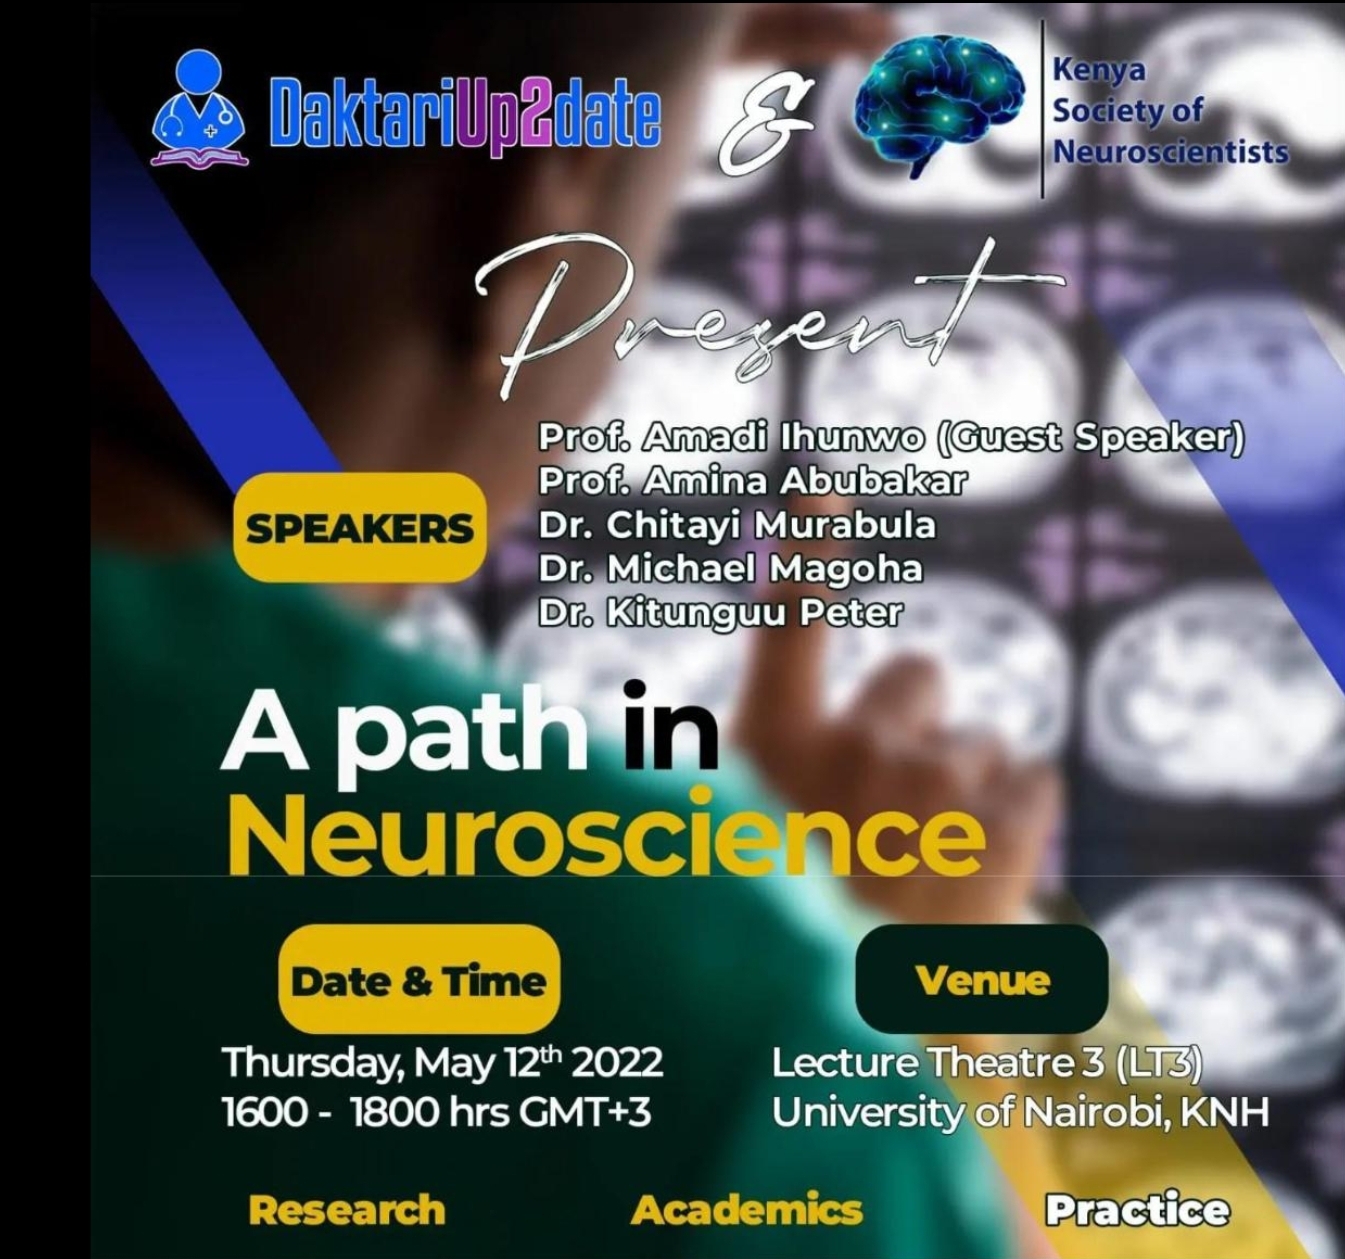 DaktariUp2date & Kenya
Society of
Neuroscientists
Present
SPEAKERS
Prof. Amadi Ihunwo (Guest Speaker)
Prof. Amina Abubakar
Dr. Chitayi Murabula
Dr. Michael Magoha
Dr. Kitunguu Peter
A path in
Neuroscience
Date & Time
Thursday, May 12th 2022
1600 - 1800 hrs GMT+3
Venue
Lecture Theatre 3 (LT3)
University of Nairobi, KNH
Research Academics Practice